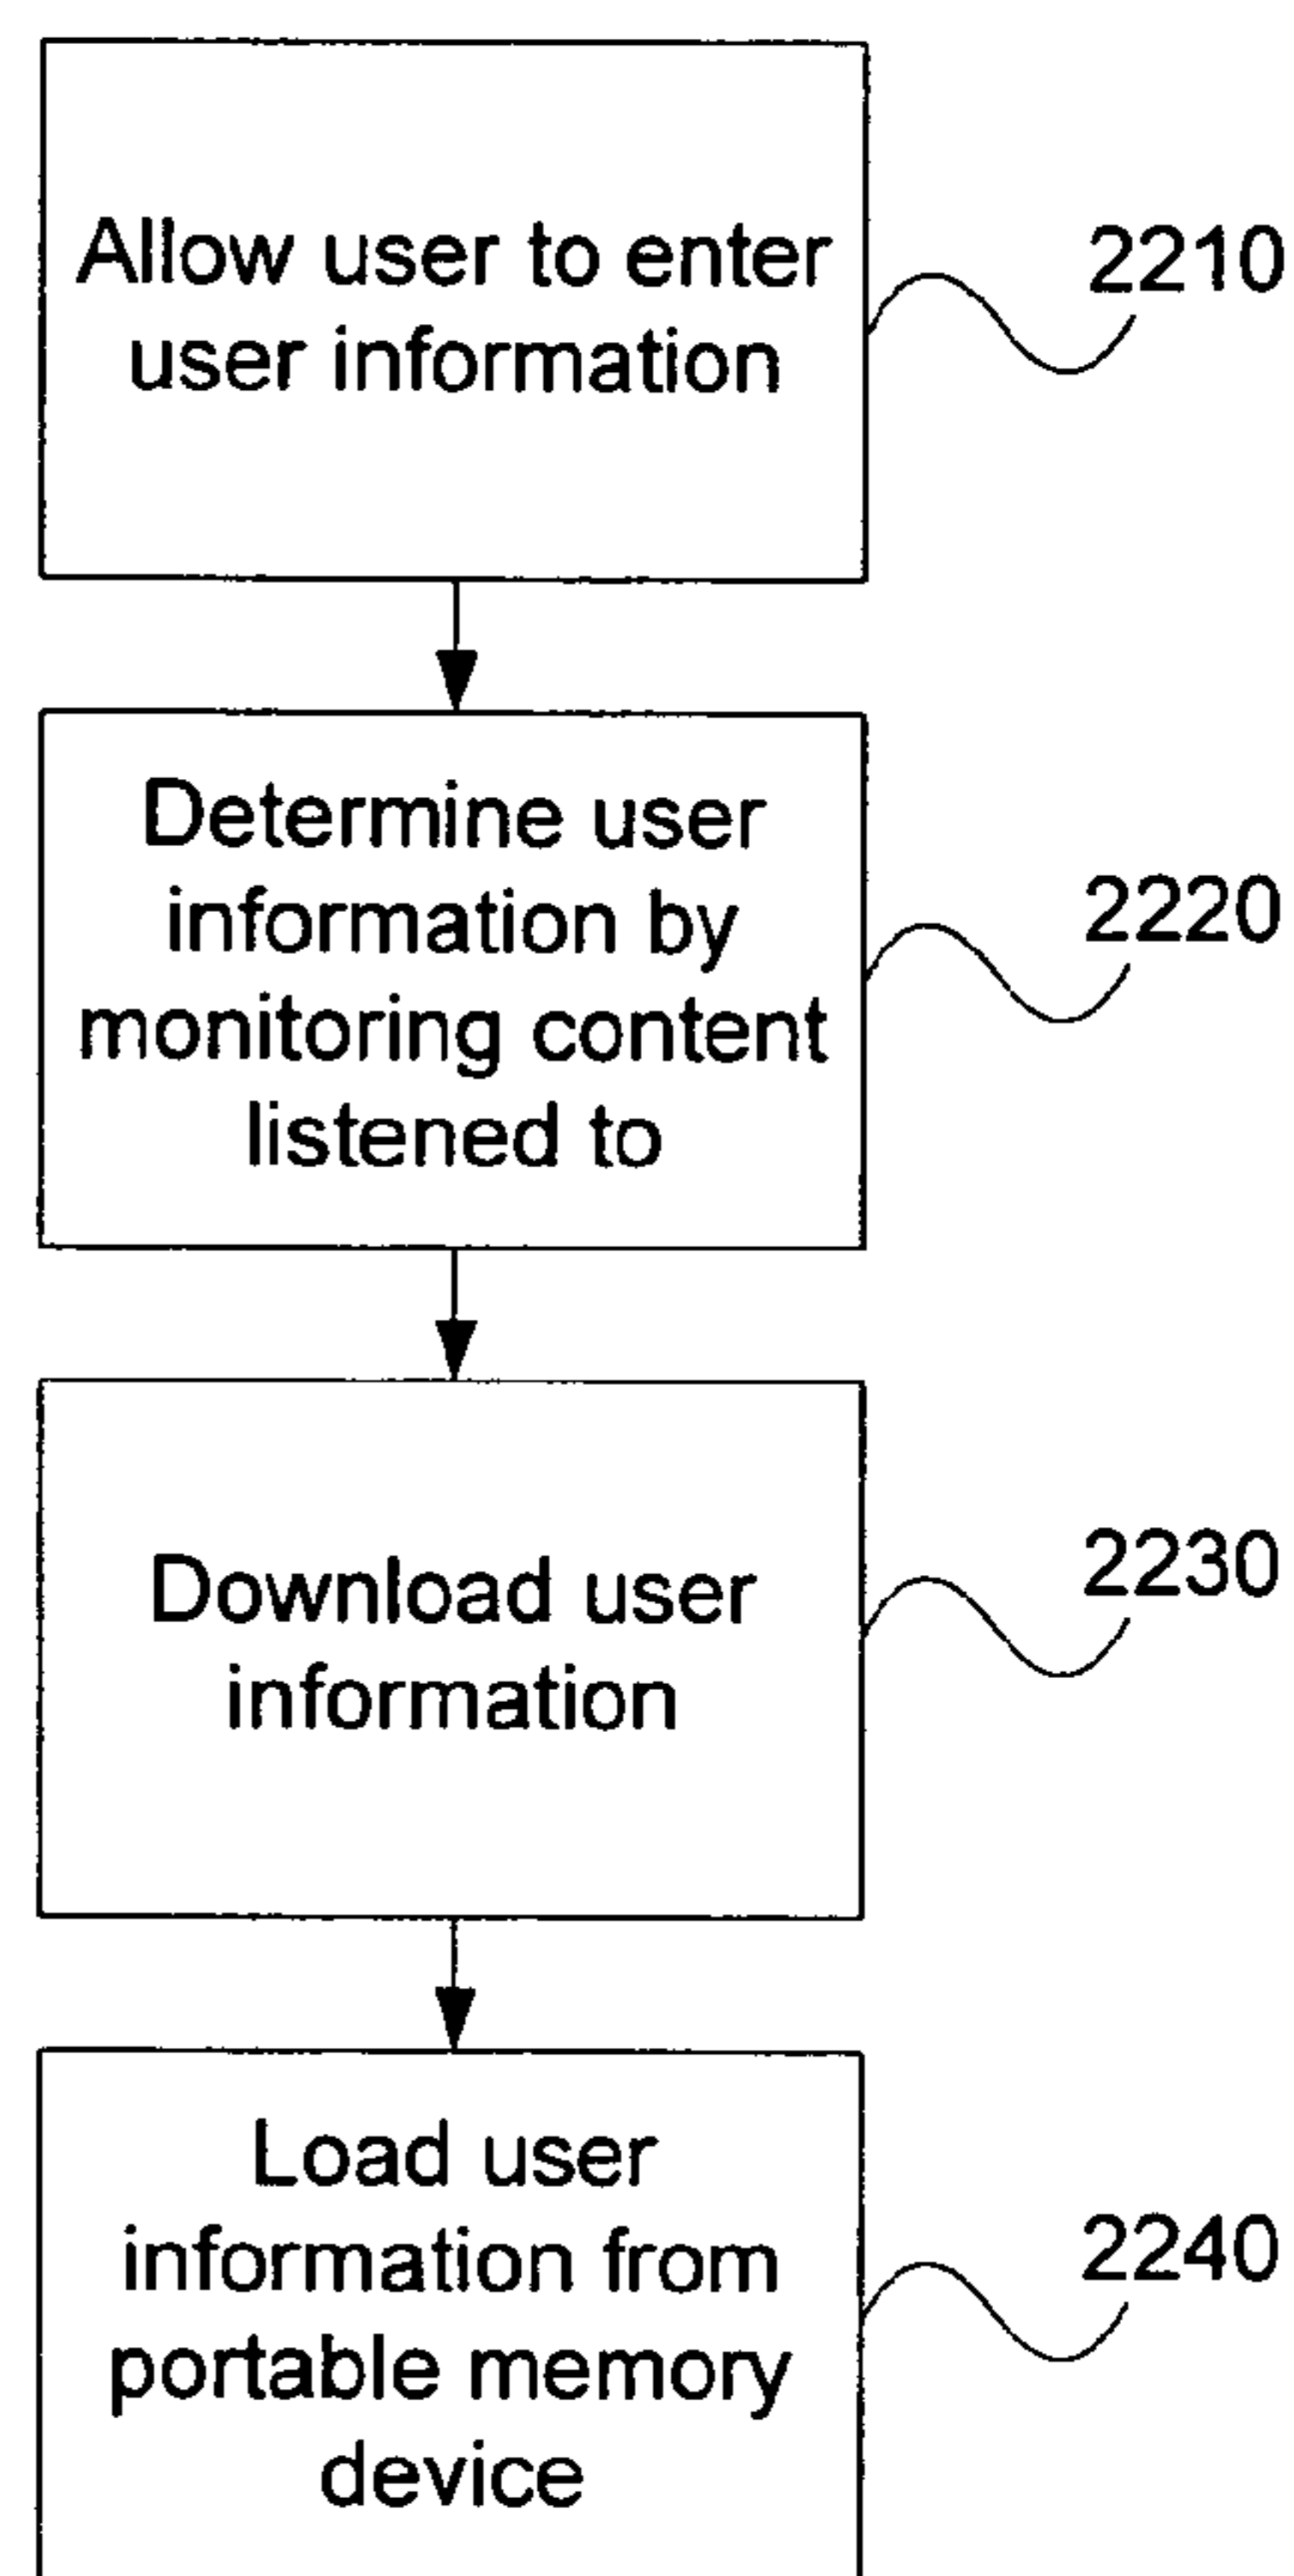 Allow user to enter
user information
2210
Determine user
information by
monitoring content
listened to
2220
Download user
information
2230
Load user
information from
portable memory
device
2240